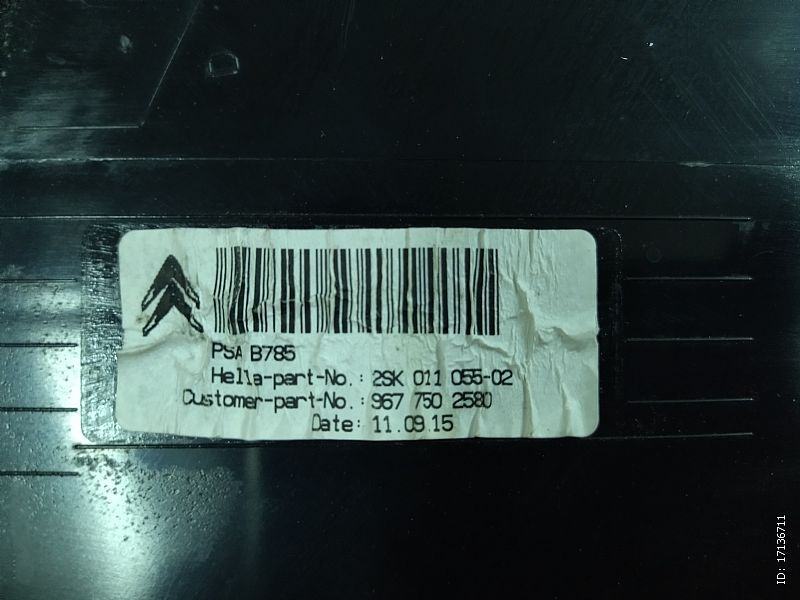 PSA B785
Hella-part-No.: 2SK 011 055-02
Customer-part-No.: 967 750 2580
Date: 11.09.15
ID: 17136711